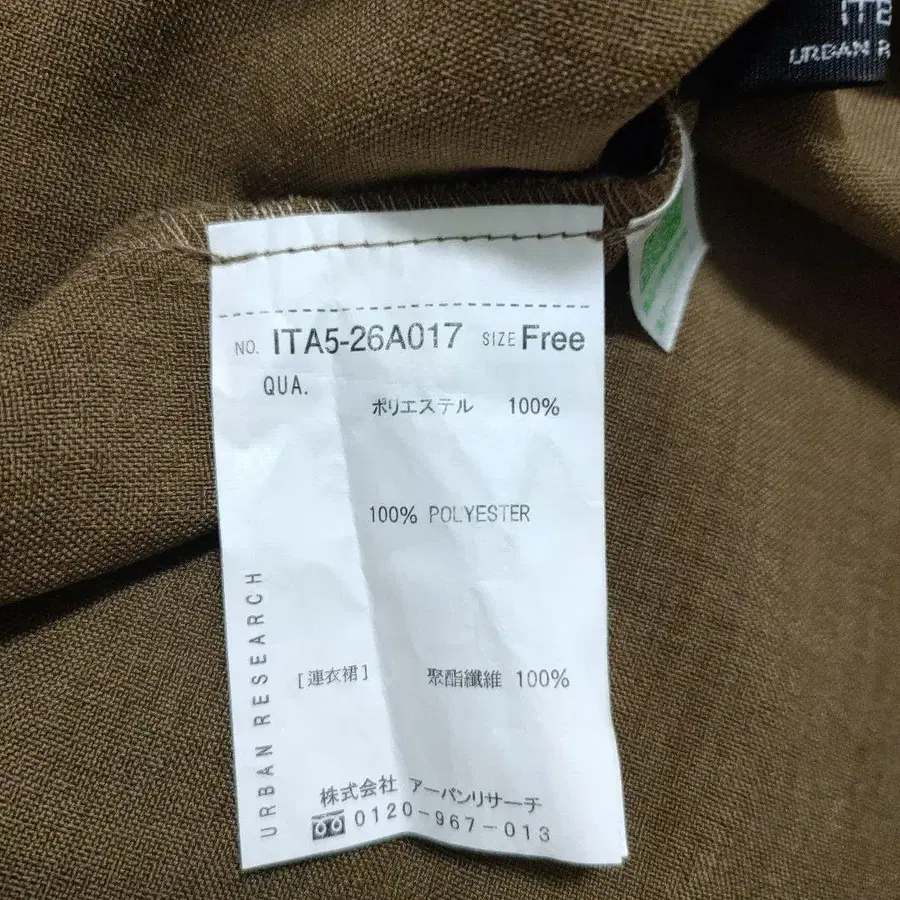 URBAN
NO. ITA5-26A017 SIZE Free
QUA.
ポリエステル 100%
100% POLYESTER
[連衣裙] 聚酯纖維 100%
URBAN RESEARCH
株式会社 アーバンリサーチ
0120-967-013